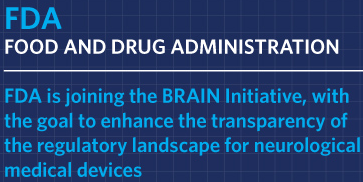 FDA
FOOD AND DRUG ADMINISTRATION
FDA is joining the BRAIN Initiative, with
the goal to enhance the transparency of
the regulatory landscape for neurological
medical devices